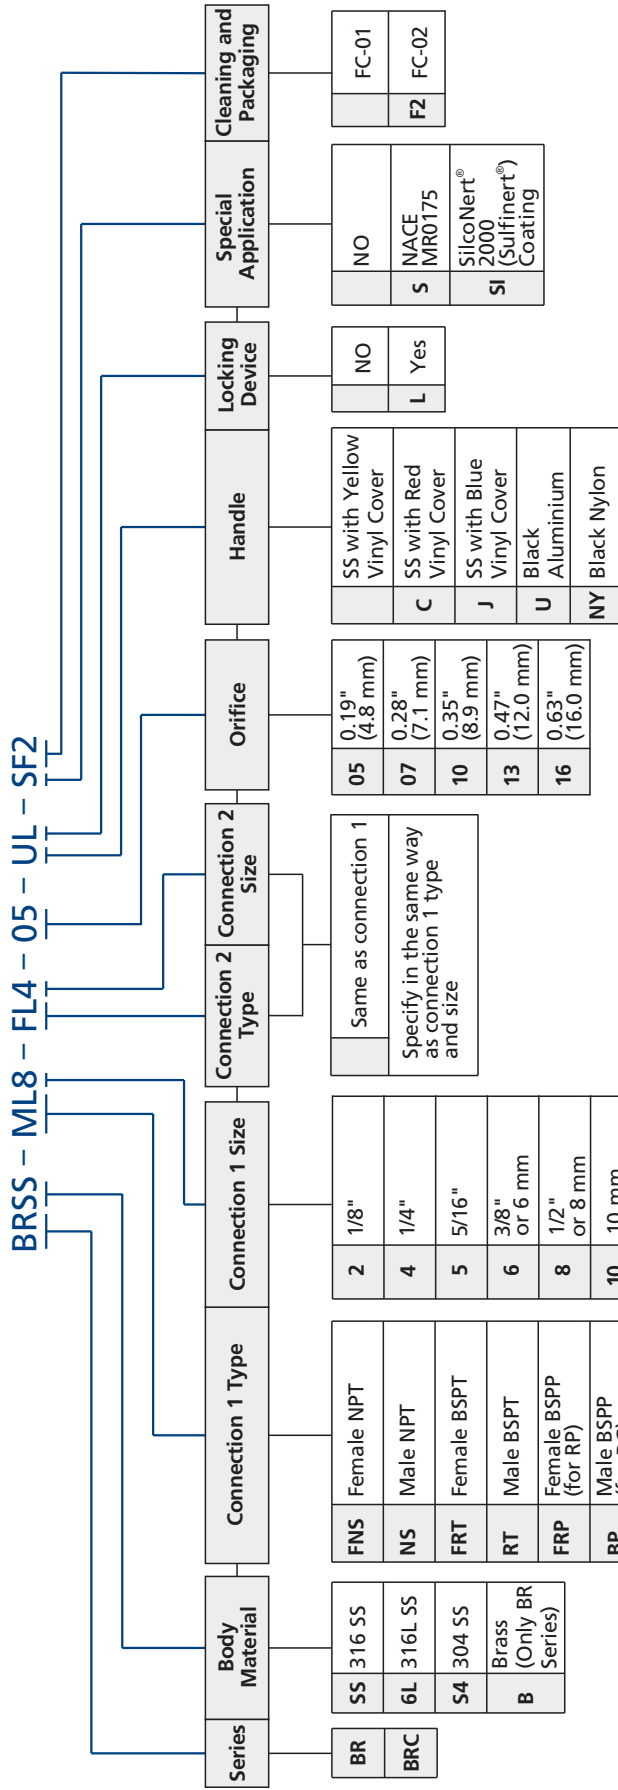 BRSS – ML8 – FL4 – 05 – UL – SF2
Series
BR
BRC
Body
Material
SS 316 SS
6L 316L SS
S4 304 SS
B Brass
(Only BR
Series)
Connection 1 Type
FNS Female NPT
NS Male NPT
FRT Female BSPT
RT Male BSPT
FRP Female BSPP
(for RP)
Male BSPP
Connection 1 Size
2 1/8"
4 1/4"
5 5/16"
6 3/8"
or 6 mm
8 1/2"
or 8 mm
10 10 mm
Connection 2
Type
Connection 2
Size
Same as connection 1
Specify in the same way
as connection 1 type
and size
Orifice
05 0.19"
(4.8 mm)
07 0.28"
(7.1 mm)
10 0.35"
(8.9 mm)
13 0.47"
(12.0 mm)
16 0.63"
(16.0 mm)
Handle
SS with Yellow
Vinyl Cover
C SS with Red
Vinyl Cover
J SS with Blue
Vinyl Cover
U Black
Aluminium
NY Black Nylon
Locking
Device
NO
L Yes
Special
Application
NO
S NACE
MR0175
SI SilcoNert®
2000
(Sulfinert®)
Coating
Cleaning and
Packaging
FC-01
F2 FC-02